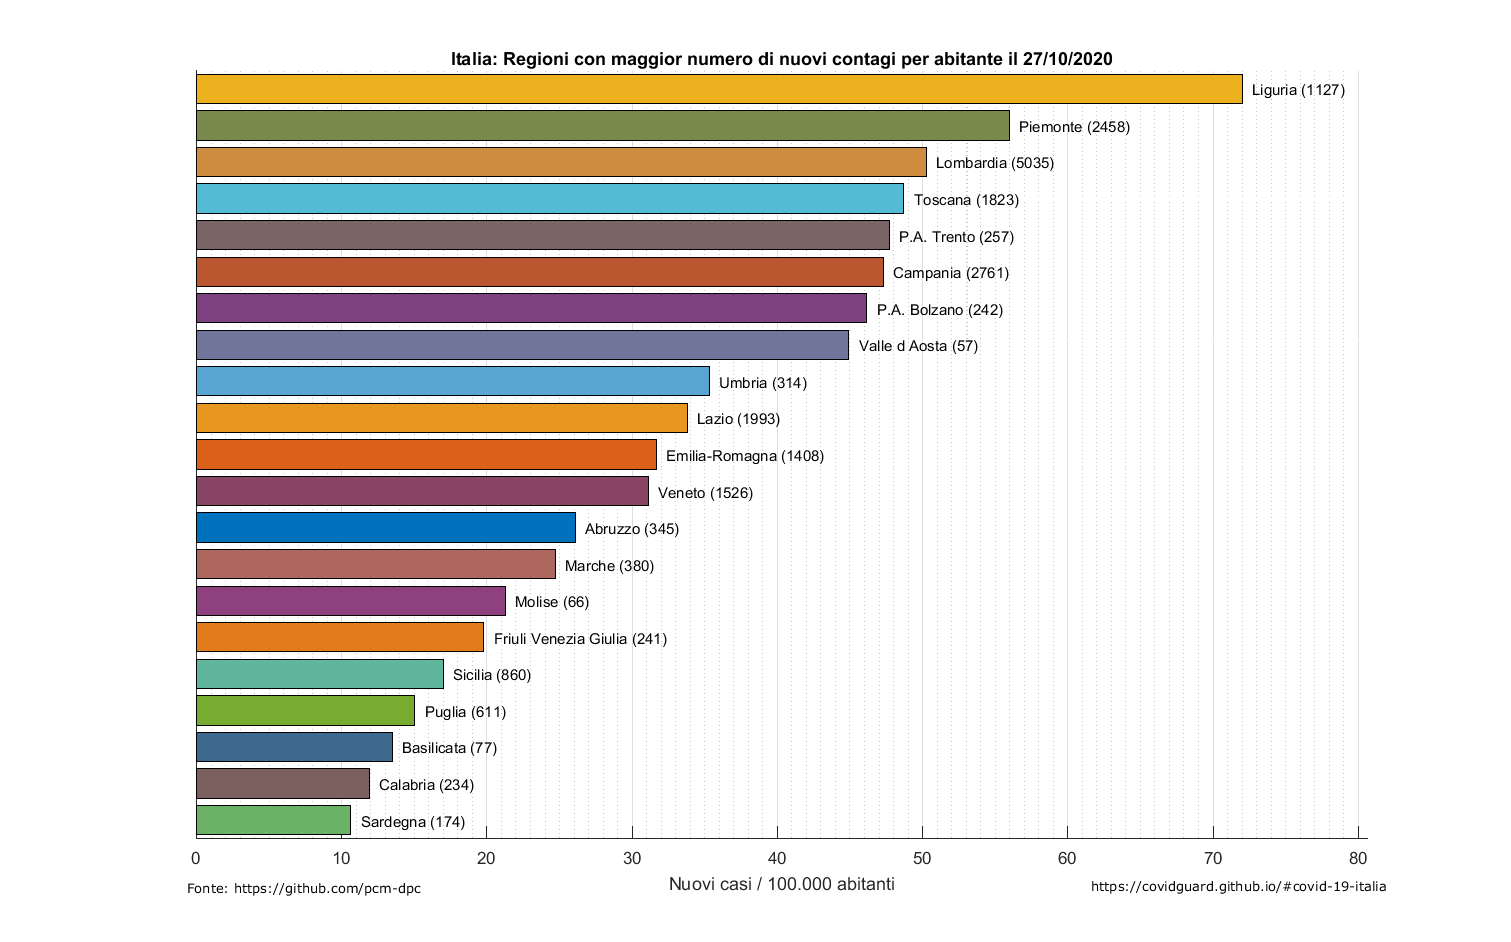 Italia: Regioni con maggior numero di nuovi contagi per abitante il 27/10/2020
Liguria (1127)
Piemonte (2458)
Lombardia (5035)
Toscana (1823)
P.A. Trento (257)
Campania (2761)
P.A. Bolzano (242)
Valle d Aosta (57)
Umbria (314)
Lazio (1993)
Emilia-Romagna (1408)
Veneto (1526)
Abruzzo (345)
Marche (380)
Molise (66)
Friuli Venezia Giulia (241)
Sicilia (860)
Puglia (611)
Basilicata (77)
Calabria (234)
Sardegna (174)
0 10 20 30 40 50 60 70 80
Nuovi casi / 100.000 abitanti
Fonte: https://github.com/pcm-dpc
https://covidguard.github.io/#covid-19-italia